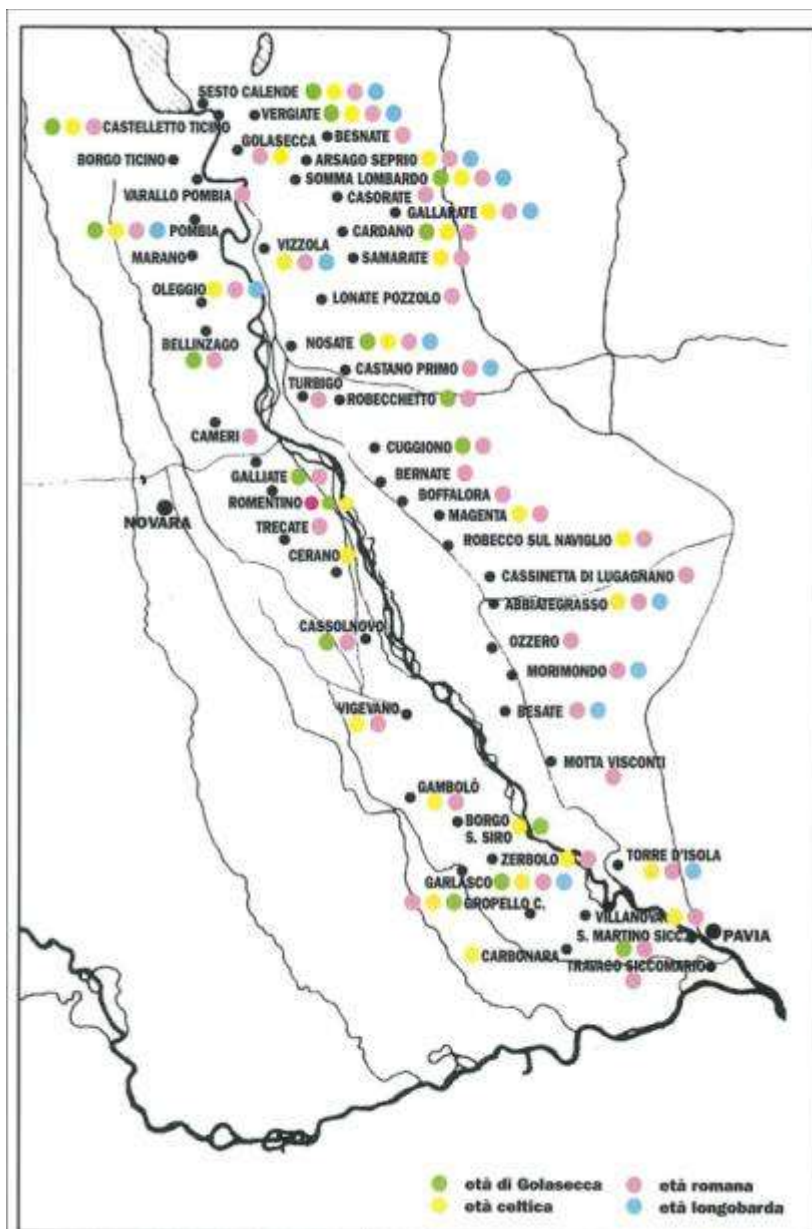 SESTO CALENDE
VERGIATE
CASTELLETTO TICINO
BESNATE
GOLASECCA
BORGO TICINO
ARSAGO SEPRIO
SOMMA LOMBARDO
VARALLO POMBIA
CASORATE
GALLARATE
POMBIA
CARDANO
VIZZOLA
MARANO
SAMARATE
OLEGGIO
LONATE POZZOLO
BELLINZAGO
NOSATE
CASTANO PRIMO
TURBIGO
ROBECCHETTO
CAMERI
CUGGIONO
GALLIATE
BERNATE
BOFFALORA
ROMENTINO
NOVARA
MAGENTA
TRECATE
ROBECCO SUL NAVIGLIO
CERANO
CASSINETTA DI LUGAGNANO
ABBIATEGRASSO
CASSOLNOVO
OZZERO
MORIMONDO
VIGEVANO
BESATE
MOTTA VISCONTI
GAMBOLÓ
BORGO
S. SIRO
ZERBOLO
TORRE D'ISOLA
GARLASCO
GROPELLO C.
VILLANOVA
S. MARTINO SICC.
PAVIA
CARBONARA
TRAVACO SICCOMARIO
età di Golasecca
età romana
età celtica
età longobarda